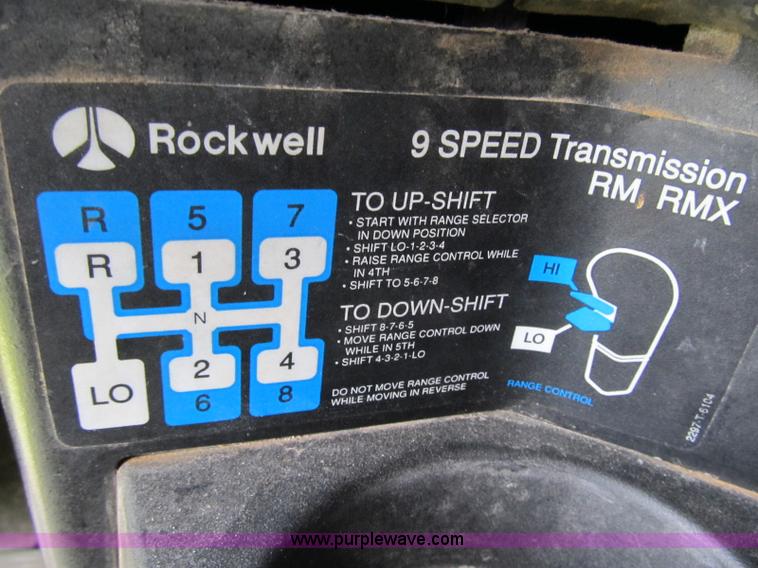 Rockwell
9 SPEED Transmission
RM, RMX
R 5 7
R 1 3
N
LO 2 4
6 8
TO UP-SHIFT
• START WITH RANGE SELECTOR
IN DOWN POSITION
• SHIFT LO-1-2-3-4
• RAISE RANGE CONTROL WHILE
IN 4TH
• SHIFT TO 5-6-7-8
TO DOWN-SHIFT
• SHIFT 8-7-6-5
• MOVE RANGE CONTROL DOWN
WHILE IN 5TH
• SHIFT 4-3-2-1-LO
DO NOT MOVE RANGE CONTROL
WHILE MOVING IN REVERSE
HI
LO
RANGE CONTROL
2297-T-6104
www.purplewave.com